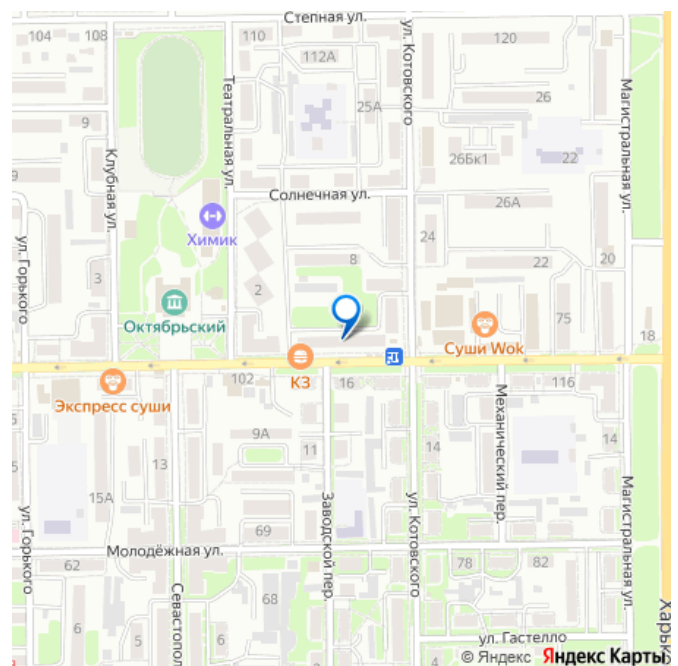 Степная ул.
104
108
110
112А
120
ул. Котовского
Магистральная ул.
Театральная ул.
26
25А
9
Клубная ул.
26Бк1
22
9
Солнечная ул.
26А
Химик
ул. Горького
24
8
22
20
3
2
Октябрьский
75
18
Суши Wok
КЗ
102
16
116
Экспресс суши
9А
11
14
14
13
5
15А
Механический пер.
Заводской пер.
ул. Котовского
Магистральная ул.
ул. Горького
69
Молодёжная ул.
62
78
82
68
Севастопол
6
6
Харьк
ул. Гастелло
© Яндекс Яндекс Карты